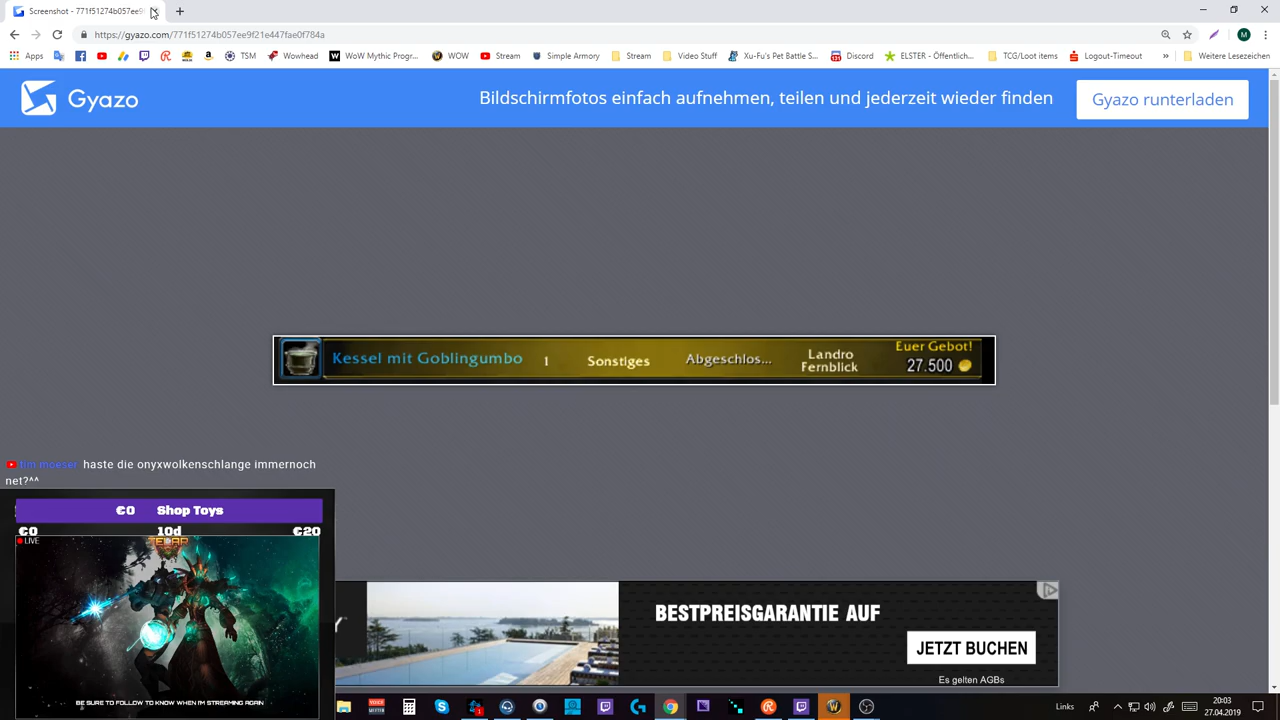 Screenshot - 771f51274b057ee9f
https://gyazo.com/771f51274b057ee9f21e447fae0f784a
Apps TSM Wowhead WoW Mythic Progr... WOW Stream Simple Armory Stream Video Stuff Xu-Fu's Pet Battle S... Discord ELSTER - Öffentlich... TCG/Loot items Logout-Timeout » Weitere Lesezeichen
Gyazo Bildschirmfotos einfach aufnehmen, teilen und jederzeit wieder finden Gyazo runterladen
Kessel mit Goblingumbo 1 Sonstiges Abgeschlos... Landro Fernblick Euer Gebot! 27.500
tim moeser haste die onyxwolkenschlange immernoch
net?^^
€0 Shop Toys
€0 10d €20
LIVE
BE SURE TO FOLLOW TO KNOW WHEN I'M STREAMING AGAIN
BESTPREISGARANTIE AUF
JETZT BUCHEN
Es gelten AGBs
Links
20:03
27.04.2019